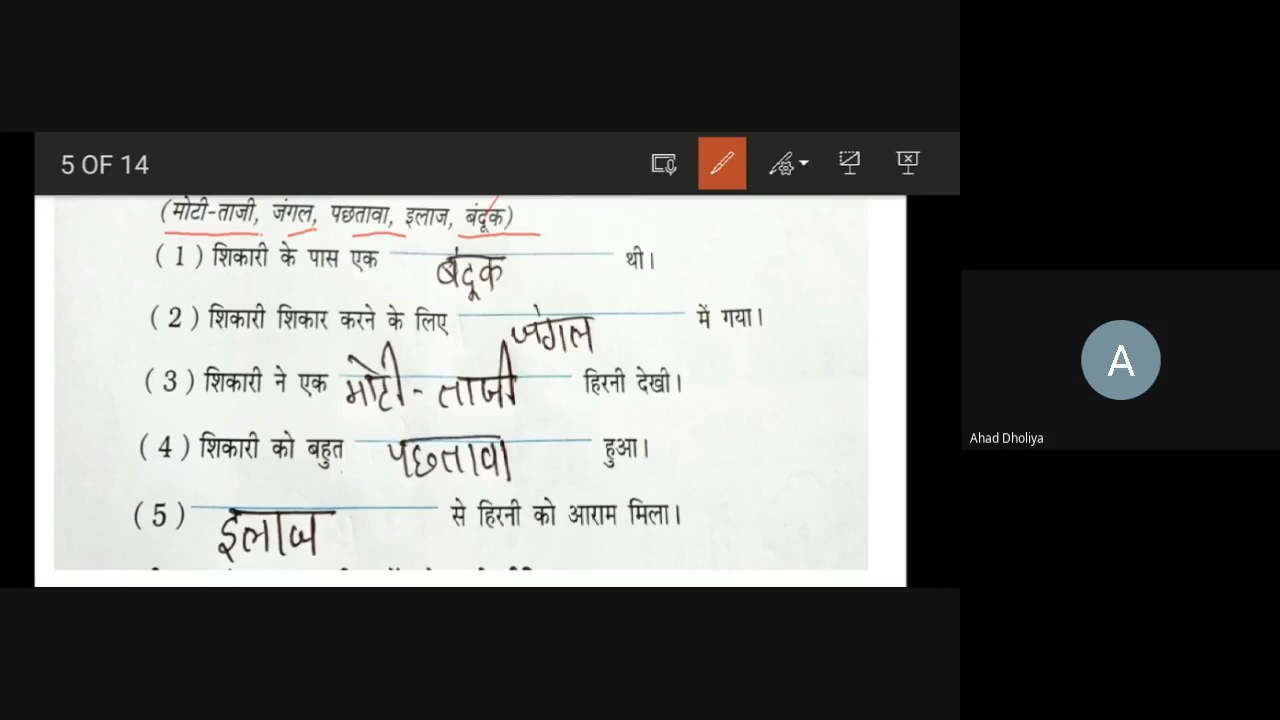 5 OF 14
(मोटी-ताजी, जंगल, पछतावा, इलाज, बंदूक)
(1) शिकारी के पास एक बंदूक थी।
(2) शिकारी शिकार करने के लिए जंगल में गया।
(3) शिकारी ने एक मोटी-ताजी हिरनी देखी।
(4) शिकारी को बहुत पछतावा हुआ।
(5) इलाज से हिरनी को आराम मिला।
A
Ahad Dholiya